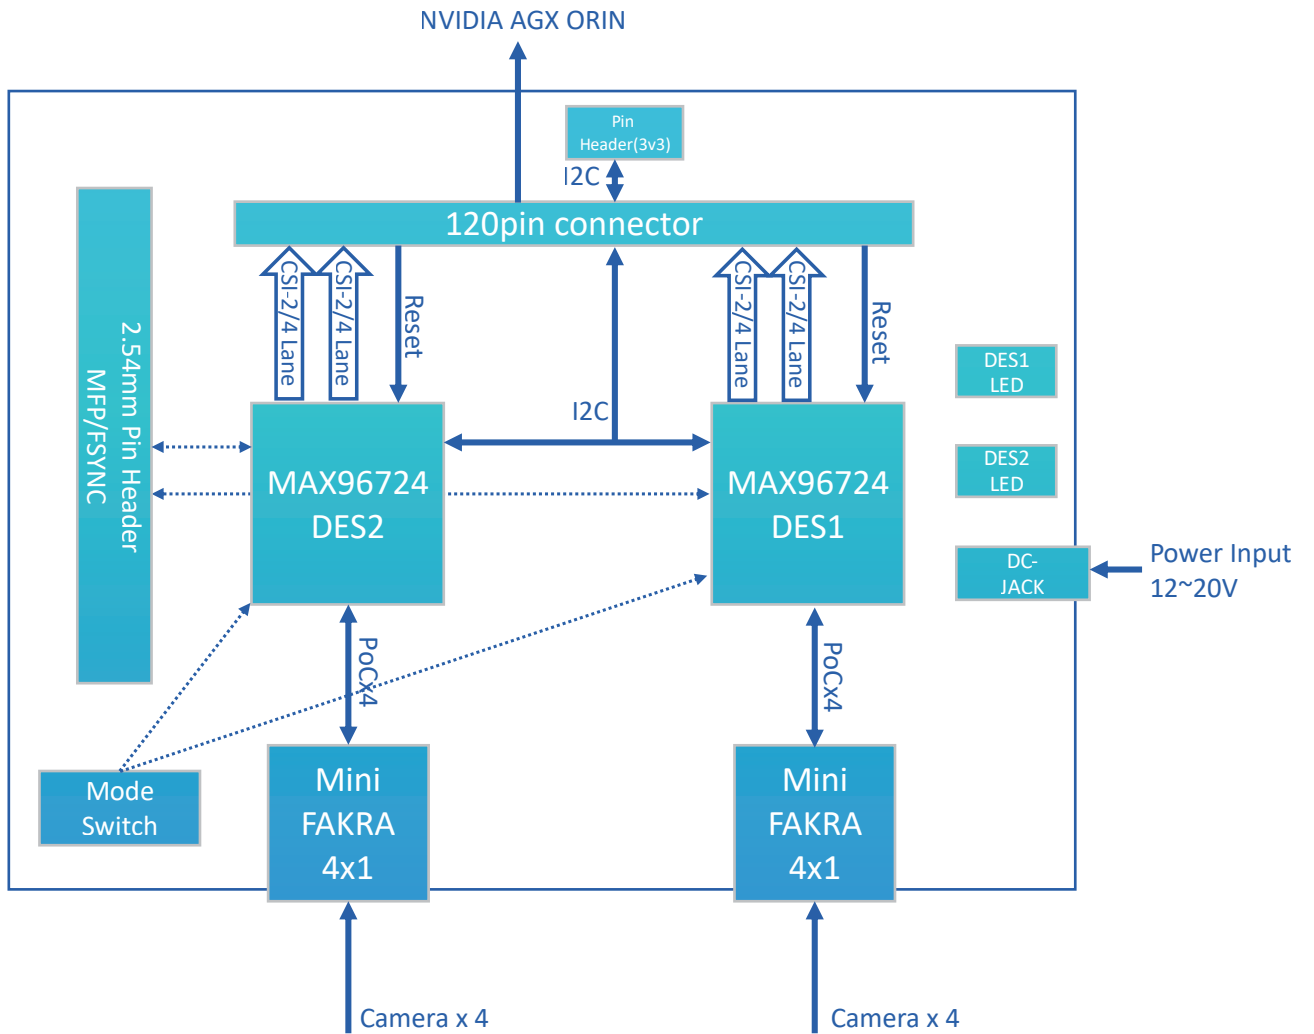 NVIDIA AGX ORIN
Pin
Header(3v3)
I2C
120pin connector
CSI-2/4 Lane
CSI-2/4 Lane
Reset
CSI-2/4 Lane
CSI-2/4 Lane
Reset
2.54mm Pin Header
MFP/FSYNC
I2C
DES1
LED
DES2
LED
MAX96724
DES2
MAX96724
DES1
DC-
JACK
Power Input
12~20V
PoCx4
PoCx4
Mode
Switch
Mini
FAKRA
4x1
Mini
FAKRA
4x1
Camera x 4
Camera x 4